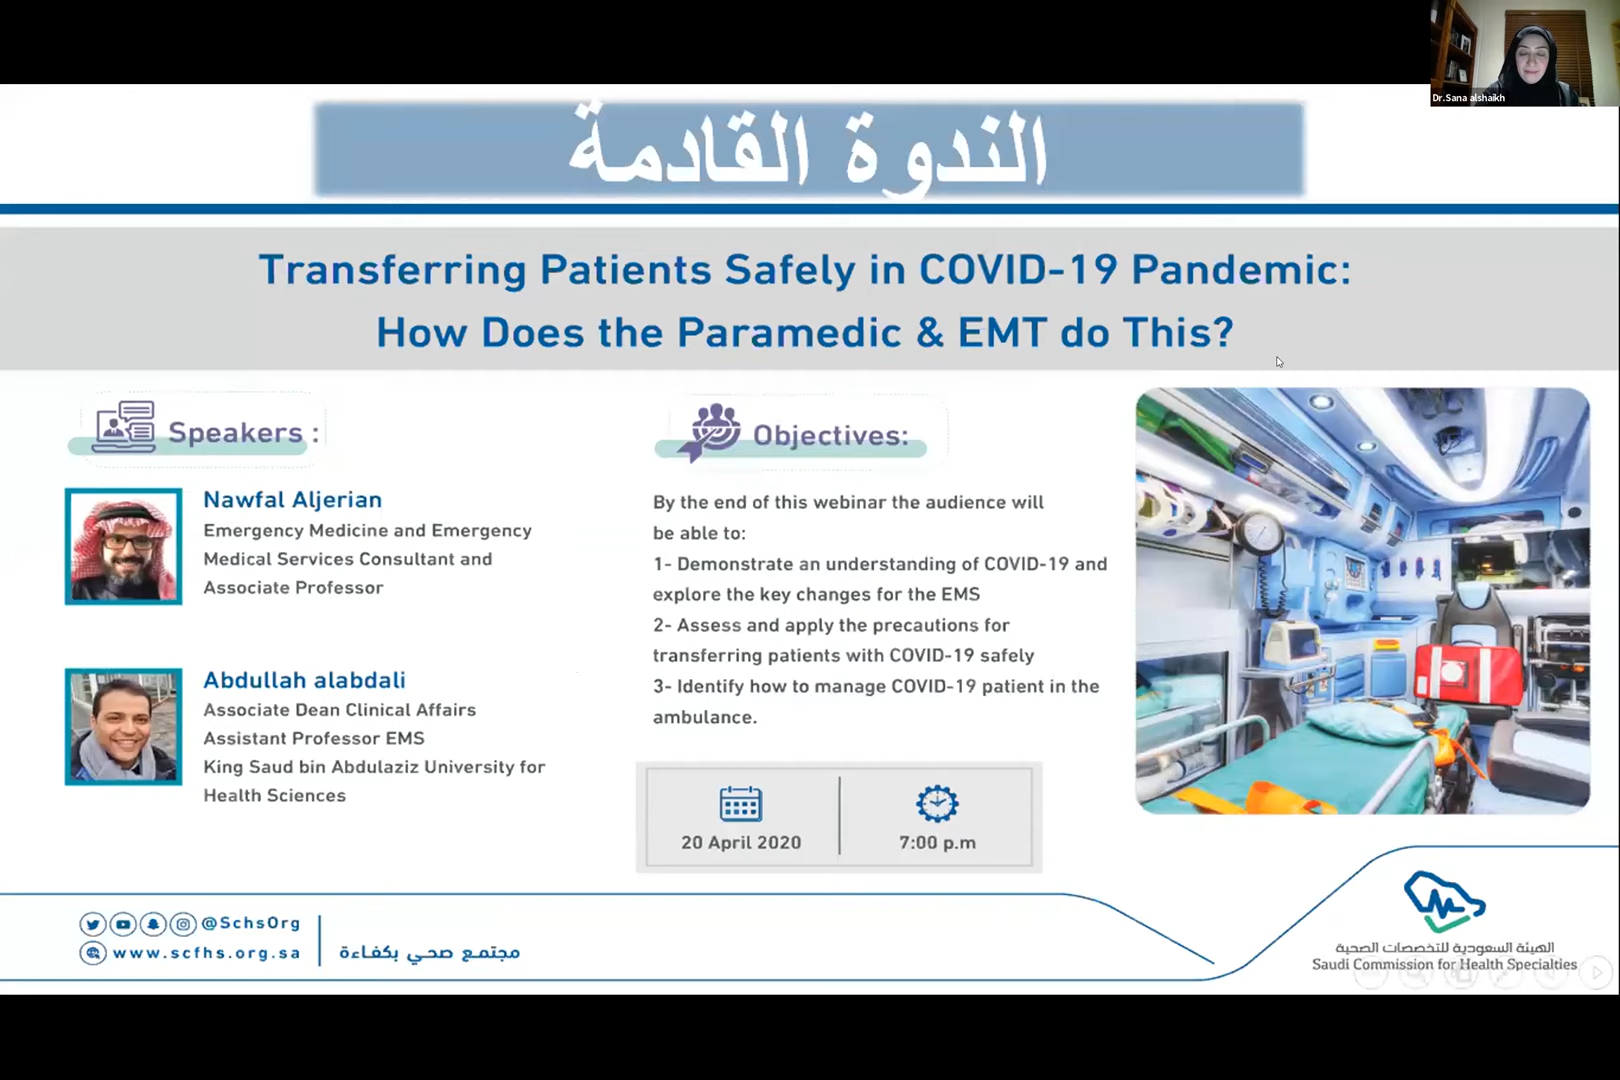 Dr.Sana alshaikh
الندوة القادمة
Transferring Patients Safely in COVID-19 Pandemic:
How Does the Paramedic & EMT do This?
Speakers :
Nawfal Aljerian
Emergency Medicine and Emergency
Medical Services Consultant and
Associate Professor
Abdullah alabdali
Associate Dean Clinical Affairs
Assistant Professor EMS
King Saud bin Abdulaziz University for
Health Sciences
Objectives:
By the end of this webinar the audience will
be able to:
1- Demonstrate an understanding of COVID-19 and
explore the key changes for the EMS
2- Assess and apply the precautions for
transferring patients with COVID-19 safely
3- Identify how to manage COVID-19 patient in the
ambulance.
20 April 2020
7:00 p.m
@SchsOrg
www.scfhs.org.sa
مجتمع صحي بكفاءة
الهيئة السعودية للتخصصات الصحية
Saudi Commission for Health Specialties